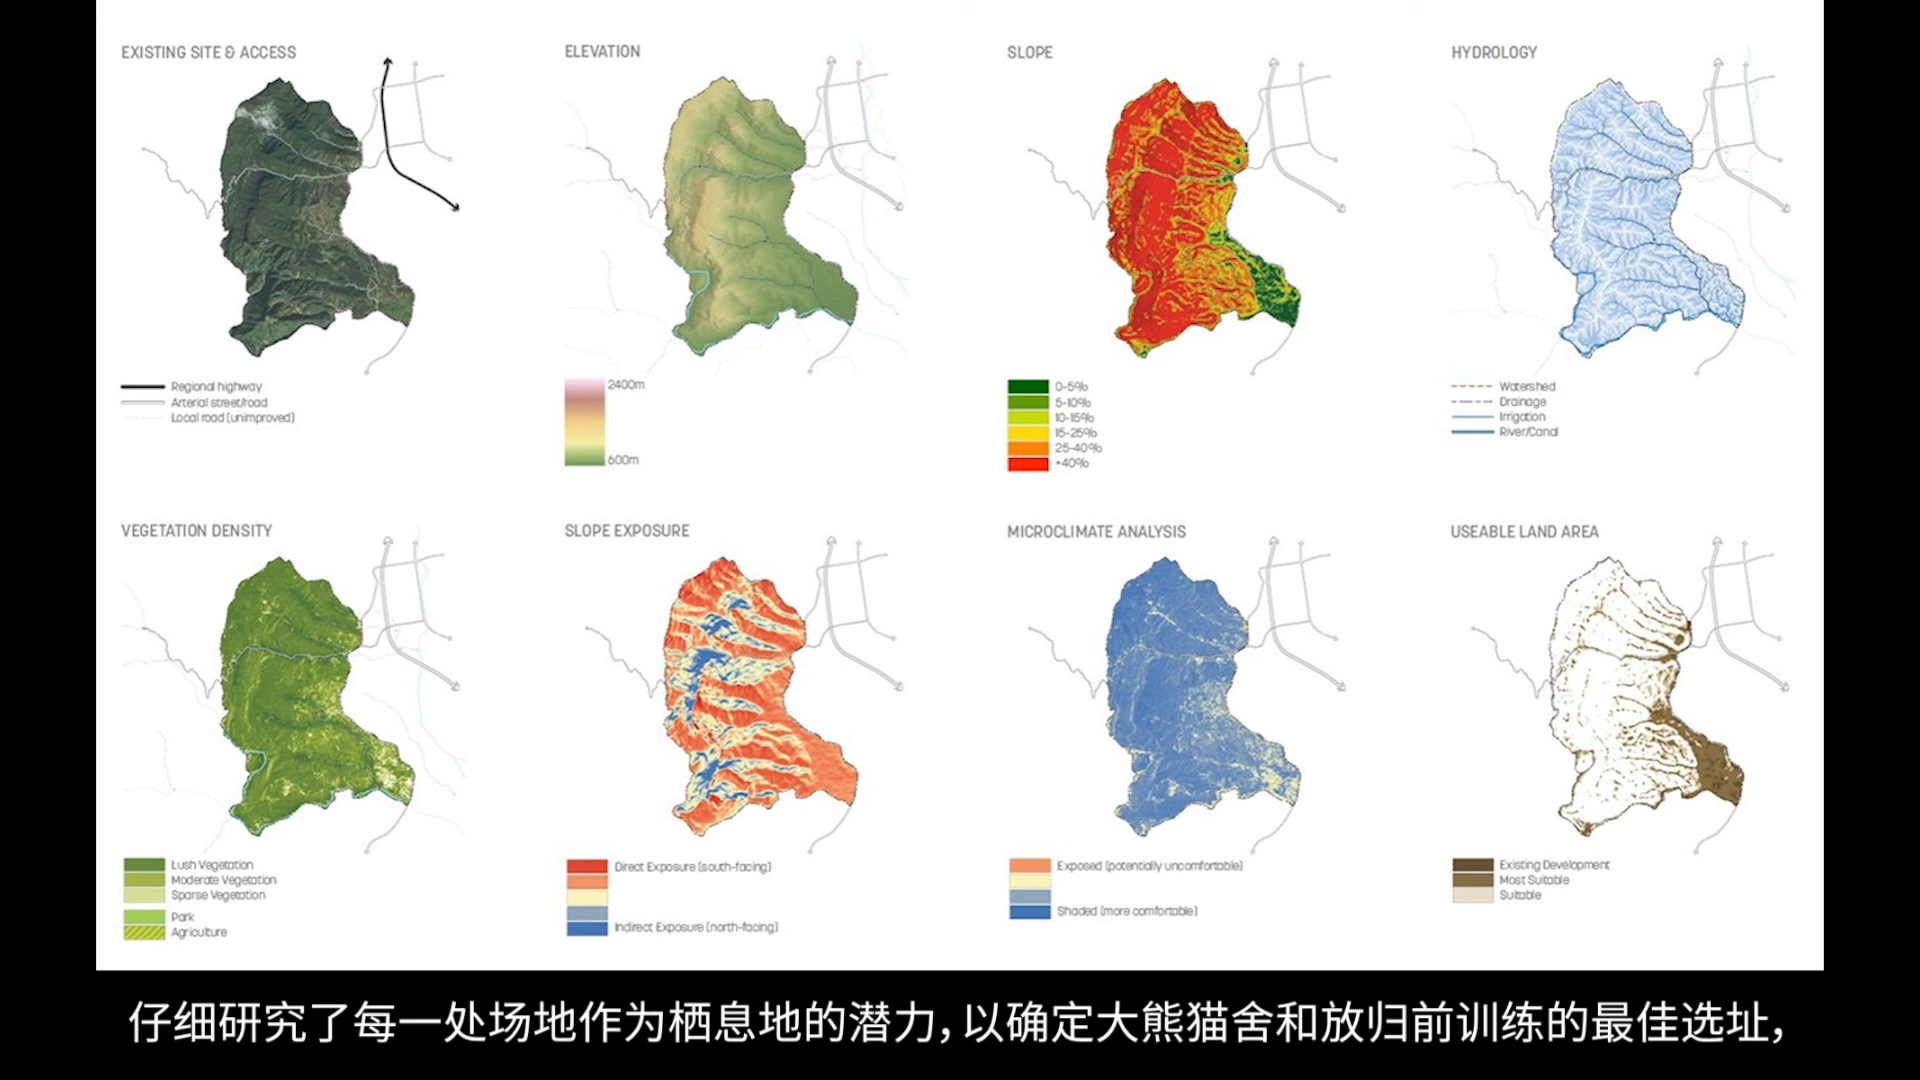 EXISTING SITE & ACCESS
Regional highway
Arterial street/road
Local road (unimproved)
ELEVATION
2400m
600m
SLOPE
0-5%
5-10%
10-15%
15-25%
25-40%
+40%
HYDROLOGY
Watershed
Drainage
Irrigation
River/Canal
VEGETATION DENSITY
Lush Vegetation
Moderate Vegetation
Sparse Vegetation
Park
Agriculture
SLOPE EXPOSURE
Direct Exposure (south-facing)
Indirect Exposure (north-facing)
MICROCLIMATE ANALYSIS
Exposed (potentially uncomfortable)
Shaded (more comfortable)
USEABLE LAND AREA
Existing Development
Most Suitable
Suitable
仔细研究了每一处场地作为栖息地的潜力，以确定大熊猫舍和放归前训练的最佳选址，